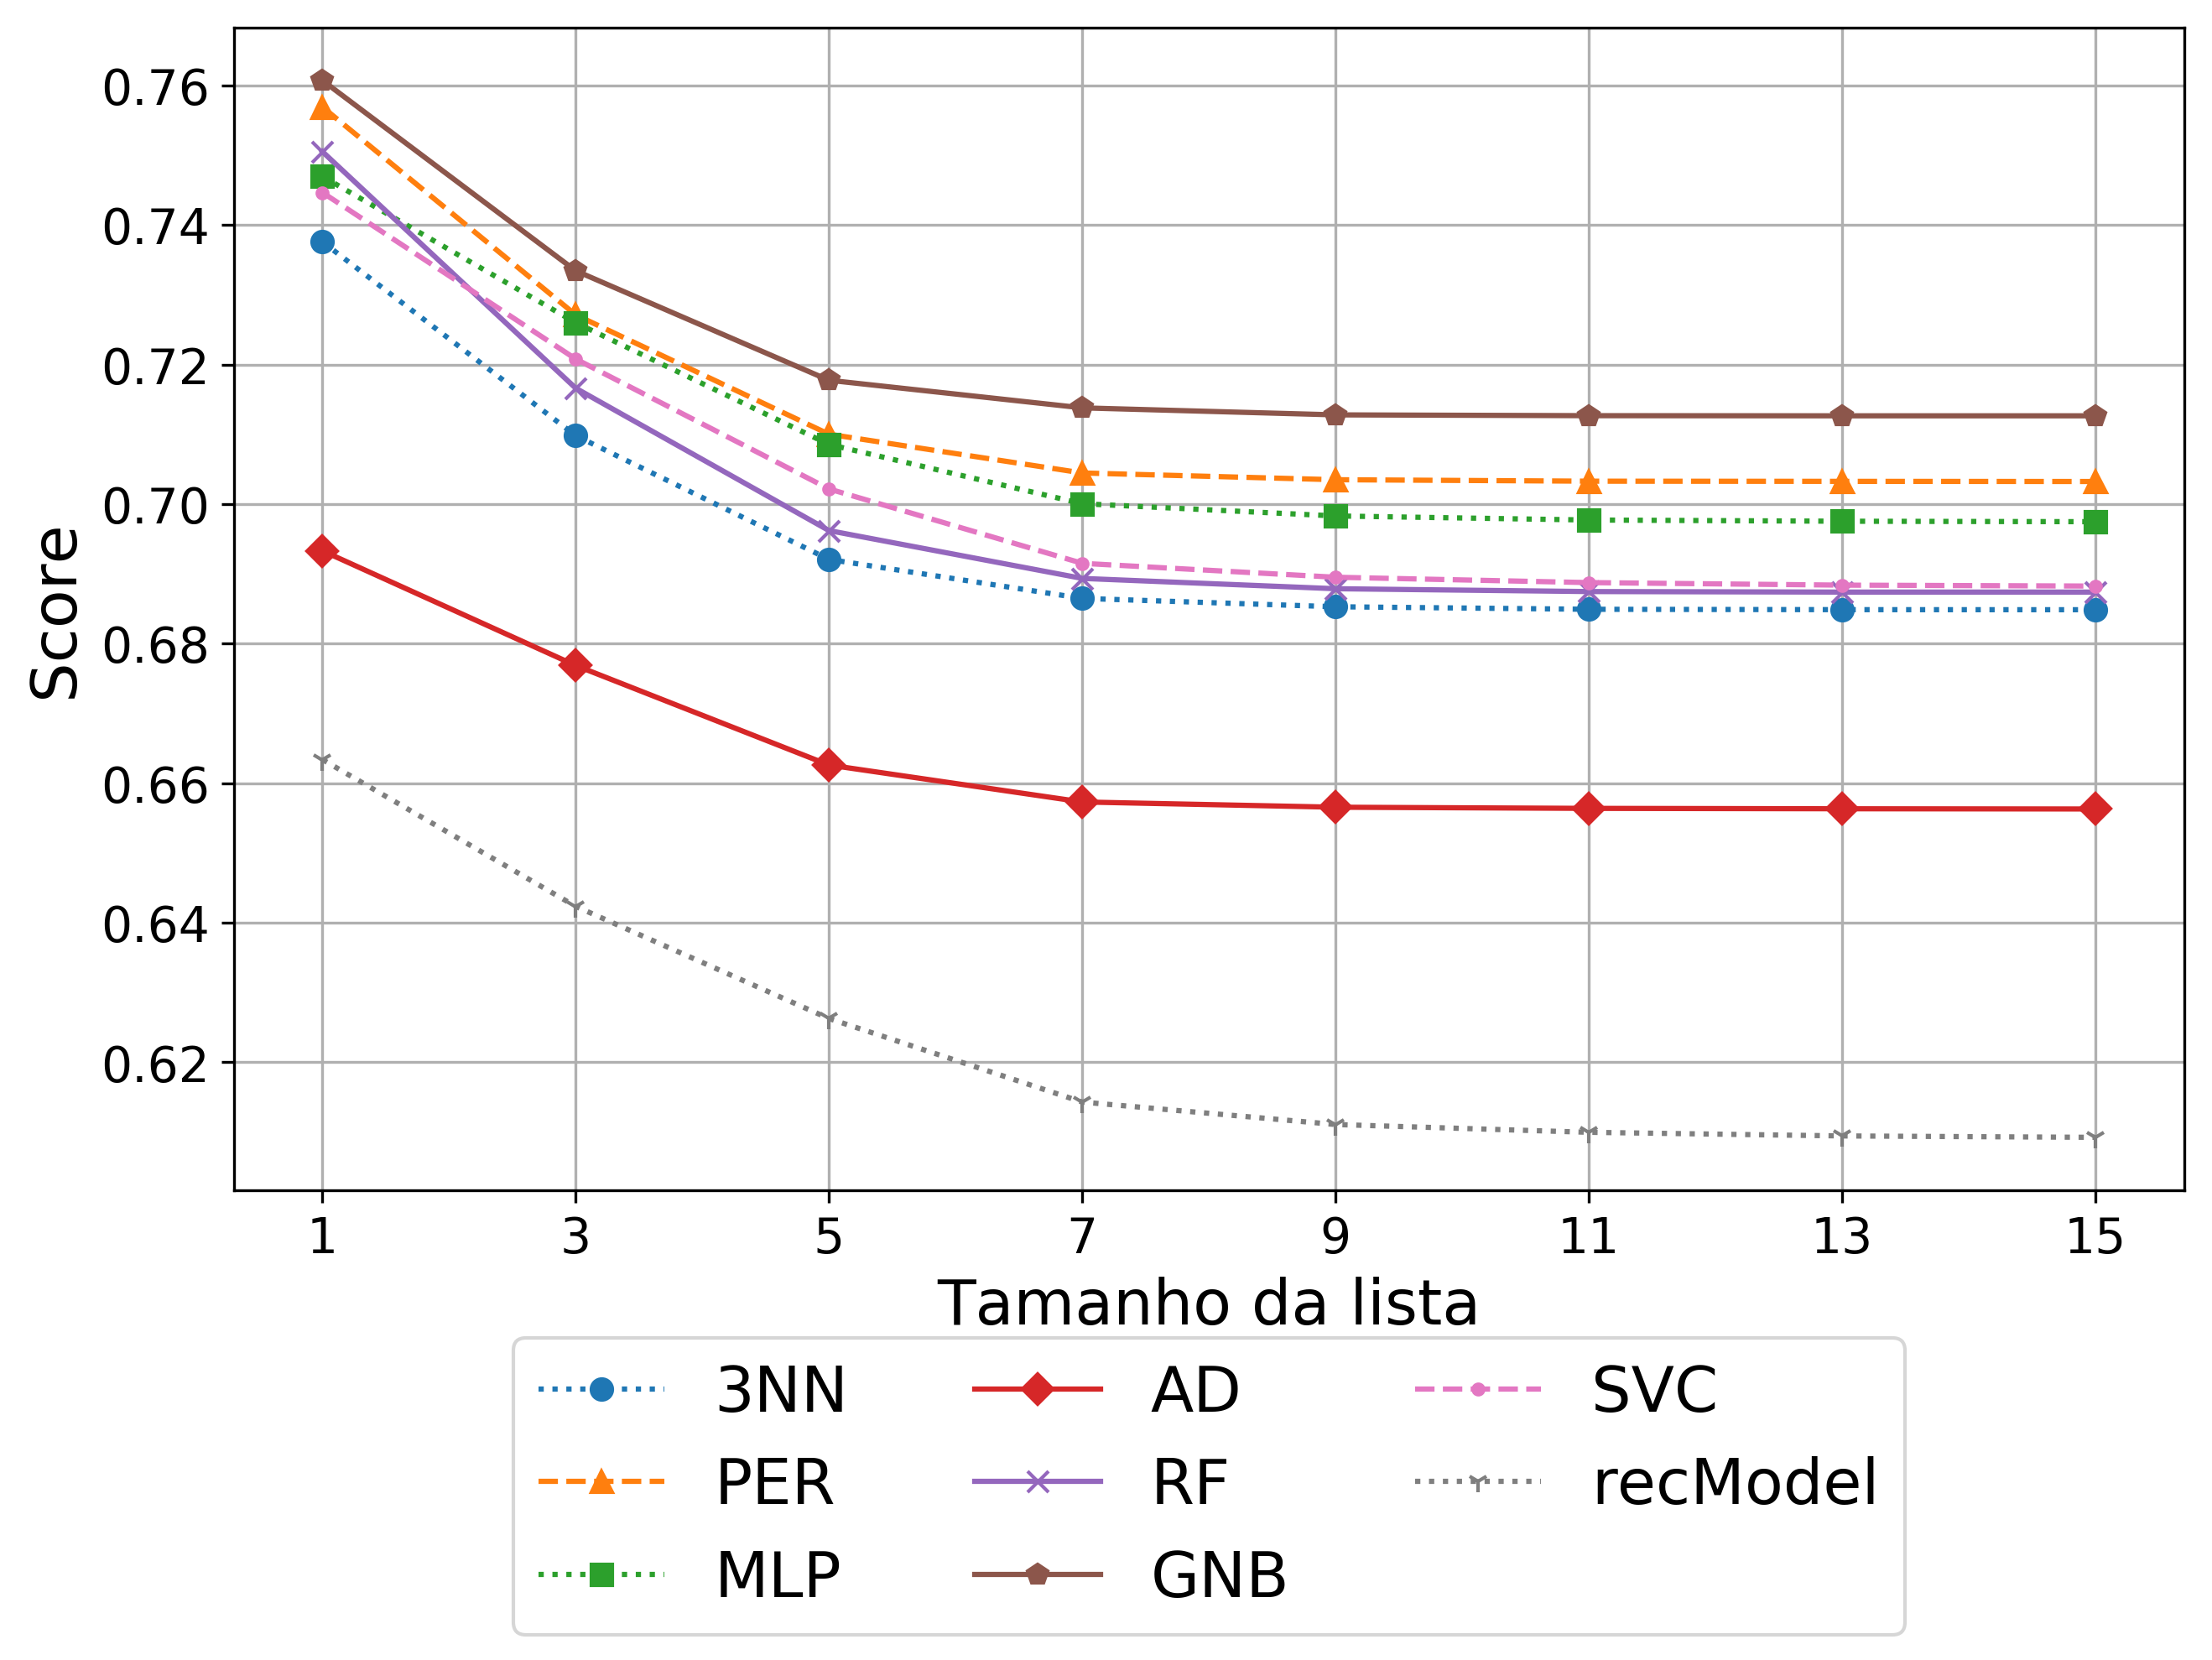 0.76
0.74
0.72
0.70
0.68
0.66
0.64
0.62
Score
1 3 5 7 9 11 13 15
Tamanho da lista
3NN AD SVC
PER RF recModel
MLP GNB